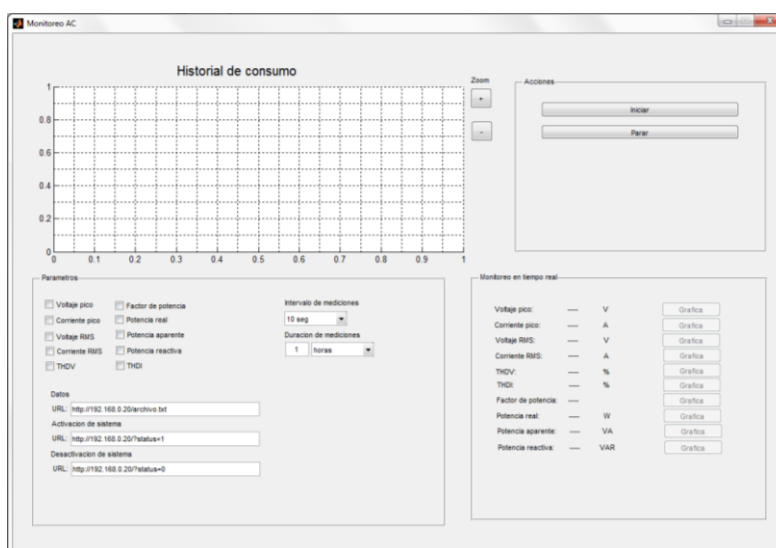 Monitoreo AC
Historial de consumo
1
0.8
0.6
0.4
0.2
0
0 0.1 0.2 0.3 0.4 0.5 0.6 0.7 0.8 0.9 1
Zoom
+
-
Acciones
Iniciar
Parar
Parametros
Voltaje pico
Corriente pico
Voltaje RMS
Corriente RMS
THDV
Factor de potencia
Potencia real
Potencia aparente
Potencia reactiva
THDI
Intervalo de mediciones
10 seg
Duracion de mediciones
1 horas
Datos
URL: http://192.168.0.20/archivo.txt
Activacion de sistema
URL: http://192.168.0.20/?status=1
Desactivacion de sistema
URL: http://192.168.0.20/?status=0
Monitoreo en tiempo real
Voltaje pico: ---- V Grafica
Corriente pico: ---- A Grafica
Voltaje RMS: ---- V Grafica
Corriente RMS: ---- A Grafica
THDV: ---- % Grafica
THDI: ---- % Grafica
Factor de potencia: ---- Grafica
Potencia real: ---- W Grafica
Potencia aparente: ---- VA Grafica
Potencia reactiva: ---- VAR Grafica